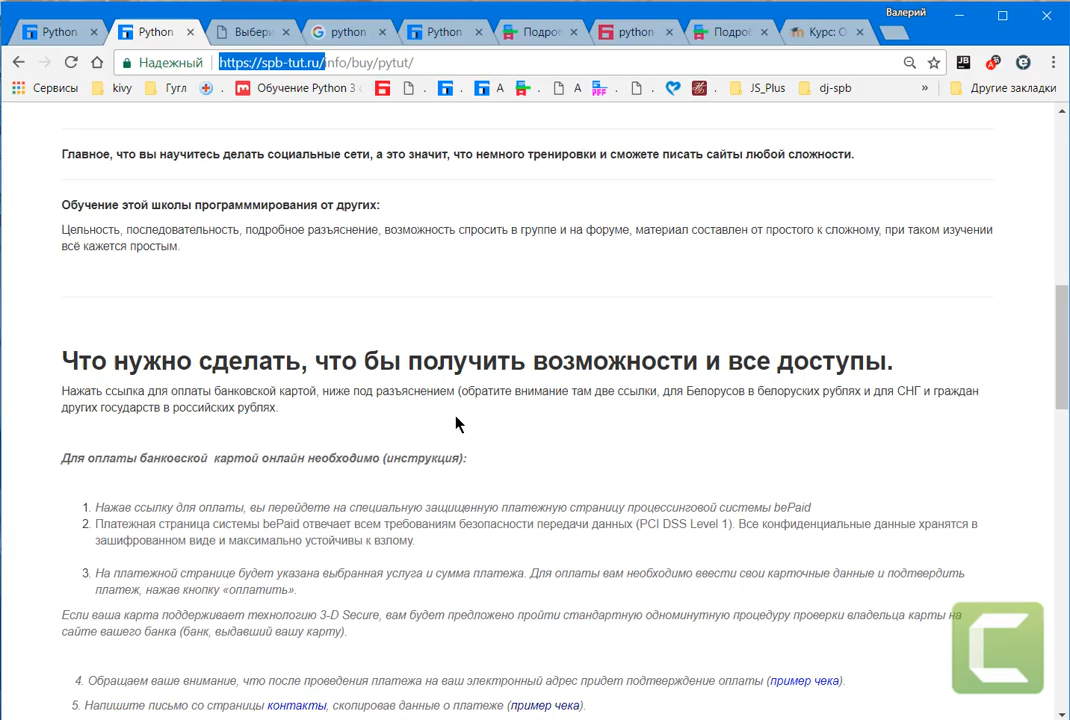 Валерий
Python
Python
Выбери
python
Python
Подро
python
Подро
Курс: О
Надежный
https://spb-tut.ru/info/buy/pytut/
Сервисы
kivy
Гугл
.
Обучение Python 3 с
.
.
А
.
А
.
.
.
JS_Plus
dj-spb
»
Другие закладки
Главное, что вы научитесь делать социальные сети, а это значит, что немного тренировки и сможете писать сайты любой сложности.
Обучение этой школы программмирования от других:
Цельность, последовательность, подробное разъяснение, возможность спросить в группе и на форуме, материал составлен от простого к сложному, при таком изучении
всё кажется простым.
Что нужно сделать, что бы получить возможности и все доступы.
Нажать ссылка для оплаты банковской картой, ниже под разъяснением (обратите внимание там две ссылки, для Белорусов в белоруских рублях и для СНГ и граждан
других государств в российских рублях.
Для оплаты банковской картой онлайн необходимо (инструкция):
1. Нажав ссылку для оплаты, вы перейдете на специальную защищенную платежную страницу процессинговой системы bePaid
2. Платежная страница системы bePaid отвечает всем требованиям безопасности передачи данных (PCI DSS Level 1). Все конфиденциальные данные хранятся в
зашифрованном виде и максимально устойчивы к взлому.
3. На платежной странице будет указана выбранная услуга и сумма платежа. Для оплаты вам необходимо ввести свои карточные данные и подтвердить
платеж, нажав кнопку «оплатить».
Если ваша карта поддерживает технологию 3-D Secure, вам будет предложено пройти стандартную одноминутную процедуру проверки владельца карты на
сайте вашего банка (банк, выдавший вашу карту).
4. Обращаем ваше внимание, что после проведения платежа на ваш электронный адрес придет подтверждение оплаты (пример чека).
5. Напишите письмо со страницы контакты, скопировав данные о платеже (пример чека).